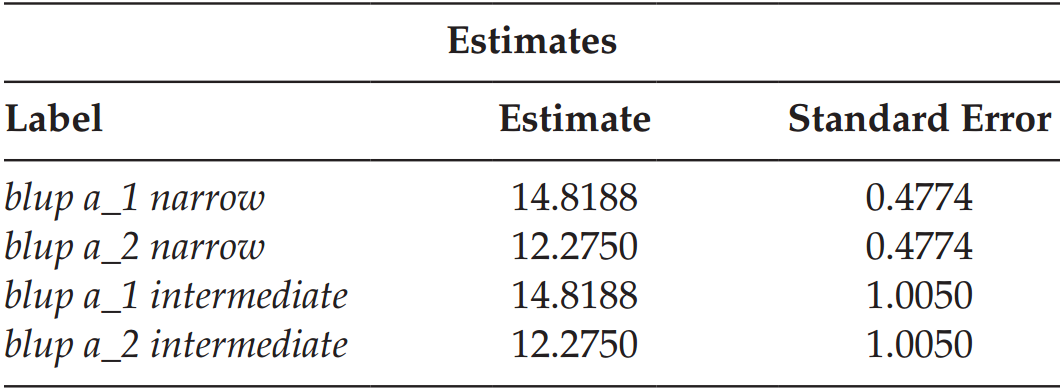 Estimates
Label Estimate Standard Error
blup a_1 narrow 14.8188 0.4774
blup a_2 narrow 12.2750 0.4774
blup a_1 intermediate 14.8188 1.0050
blup a_2 intermediate 12.2750 1.0050